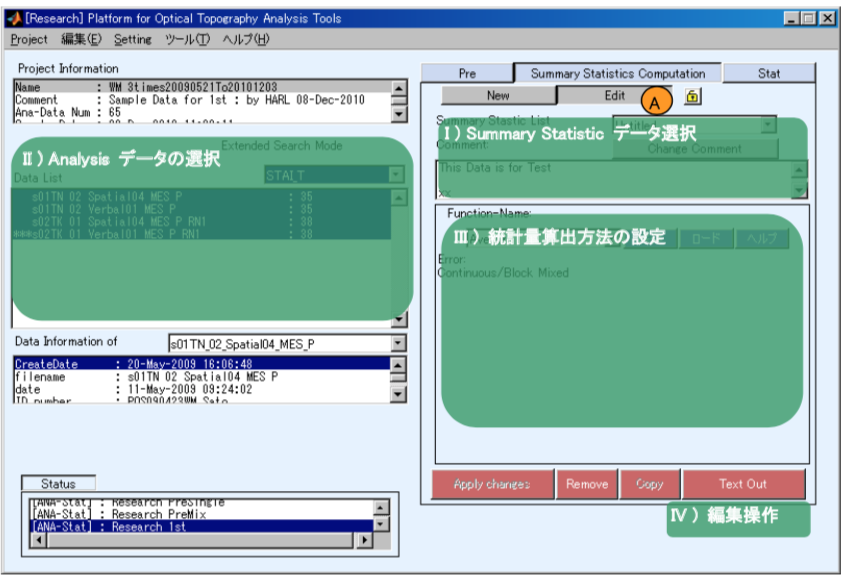 [Research] Platform for Optical Topography Analysis Tools
Project 編集(E) Setting ツール(T) ヘルプ(H)
Project Information
Name : WM 3times20090521To20101203
Comment : Sample Data for 1st : by HARL 08-Dec-2010
Ana-Data Num : 65
Extended Search Mode
Ⅱ）Analysis データの選択
Data List
STAI_T
s01TN 02 Spatial04 MES P : 35
s01TN 02 Verbal01 MES P : 35
s02TK 01 Spatial04 MES P RN1 : 38
***s02TK 01 Verbal01 MES P RN1 : 38
Data Information of
s01TN_02_Spatial04_MES_P
CreateDate : 20-May-2009 16:06:48
filename : s01TN 02 Spatial04 MES P
date : 11-May-2009 09:24:02
ID number : POS090423WM Sato
Status
[ANA-Stat] : Research PreSingle
[ANA-Stat] : Research PreMix
[ANA-Stat] : Research 1st
Pre
Summary Statistics Computation
Stat
New
Edit
A
Summary Stastic List
Untitled
Ⅰ）Summary Statistic データ選択
Comment:
Change Comment
This Data is for Test
xx
Function-Name:
Ⅲ）統計量算出方法の設定
ロード
ヘルプ
Error:
Continuous/Block Mixed
Apply changes
Remove
Copy
Text Out
Ⅳ）編集操作